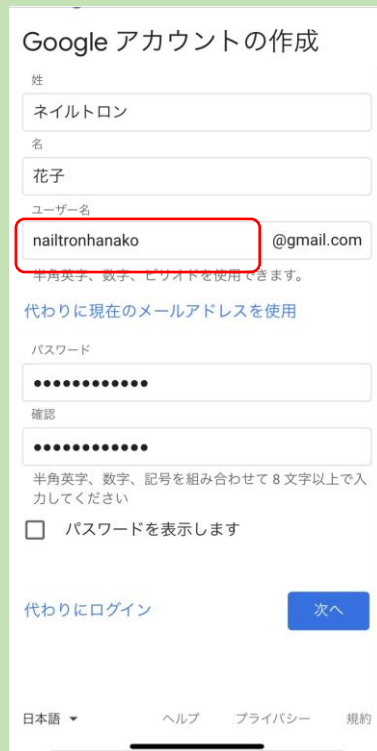 Google アカウントの作成
姓
ネイルトロン
名
花子
ユーザー名
nailtronhanako @gmail.com
半角英字、数字、ピリオドを使用できます。
代わりに現在のメールアドレスを使用
パスワード
●●●●●●●●●●●●
確認
●●●●●●●●●●●●
半角英字、数字、記号を組み合わせて 8 文字以上で入
力してください
パスワードを表示します
代わりにログイン 次へ
日本語 ヘルプ プライバシー 規約